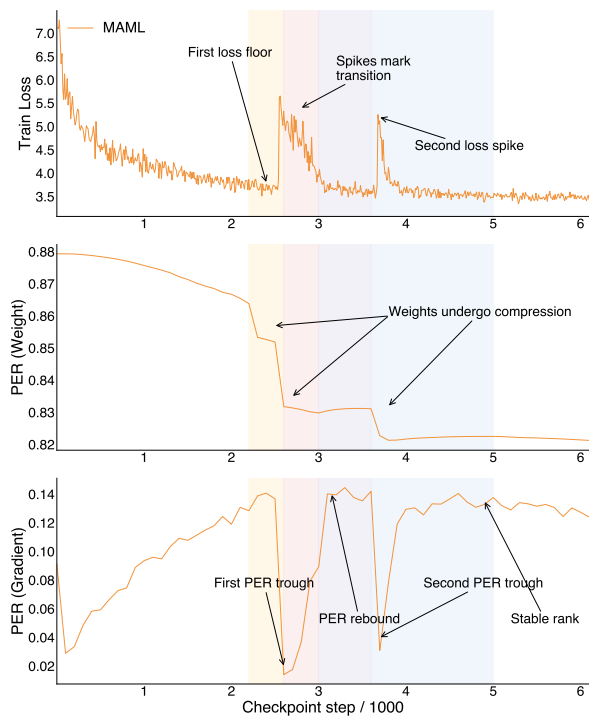 MAML
7.0
6.5
6.0
5.5
5.0
4.5
4.0
3.5
Train Loss
First loss floor
Spikes mark
transition
Second loss spike
1 2 3 4 5 6
0.88
0.87
0.86
0.85
0.84
0.83
0.82
PER (Weight)
Weights undergo compression
1 2 3 4 5 6
0.14
0.12
0.10
0.08
0.06
0.04
0.02
PER (Gradient)
First PER trough
PER rebound
Second PER trough
Stable rank
1 2 3 4 5 6
Checkpoint step / 1000